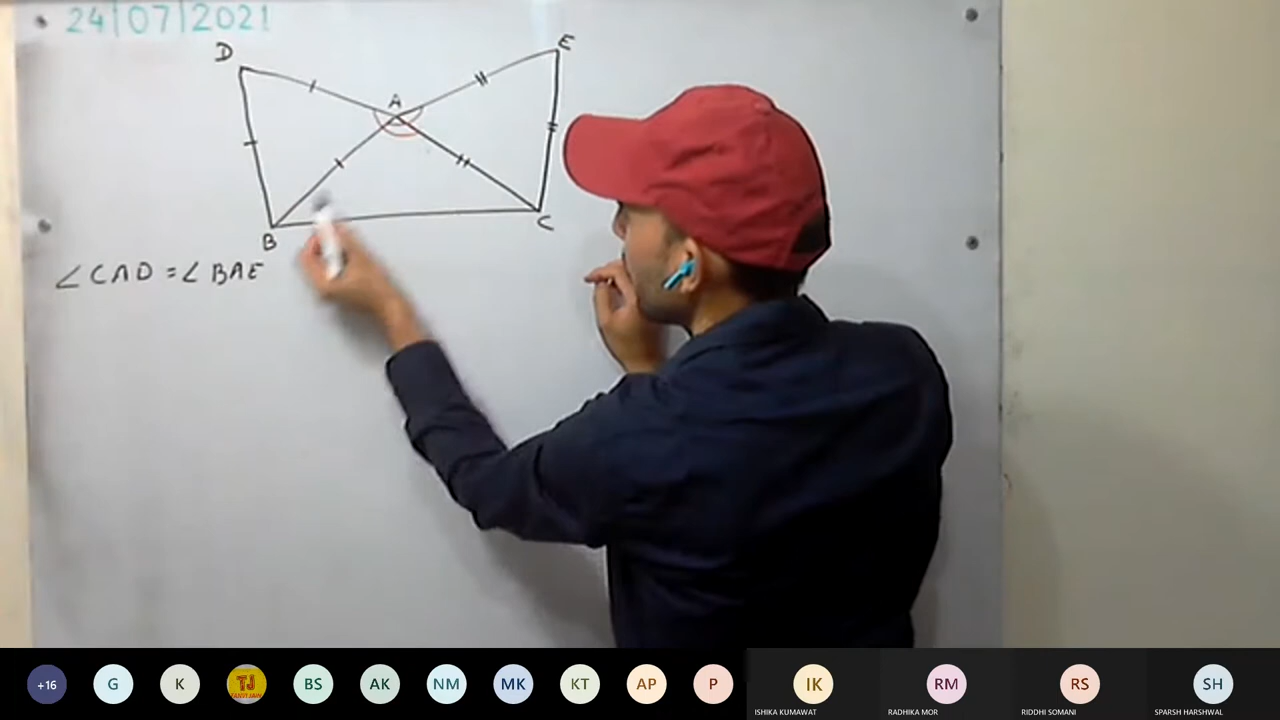 24/07/2021
D
E
A
B
C
∠CAD = ∠BAE
+16
G
K
TJ
BS
AK
NM
MK
KT
AP
P
IK
RM
RS
SH
ISHIKA KUMAWAT
RADHIKA MOR
RIDDHI SOMANI
SPARSH HARSHWAL